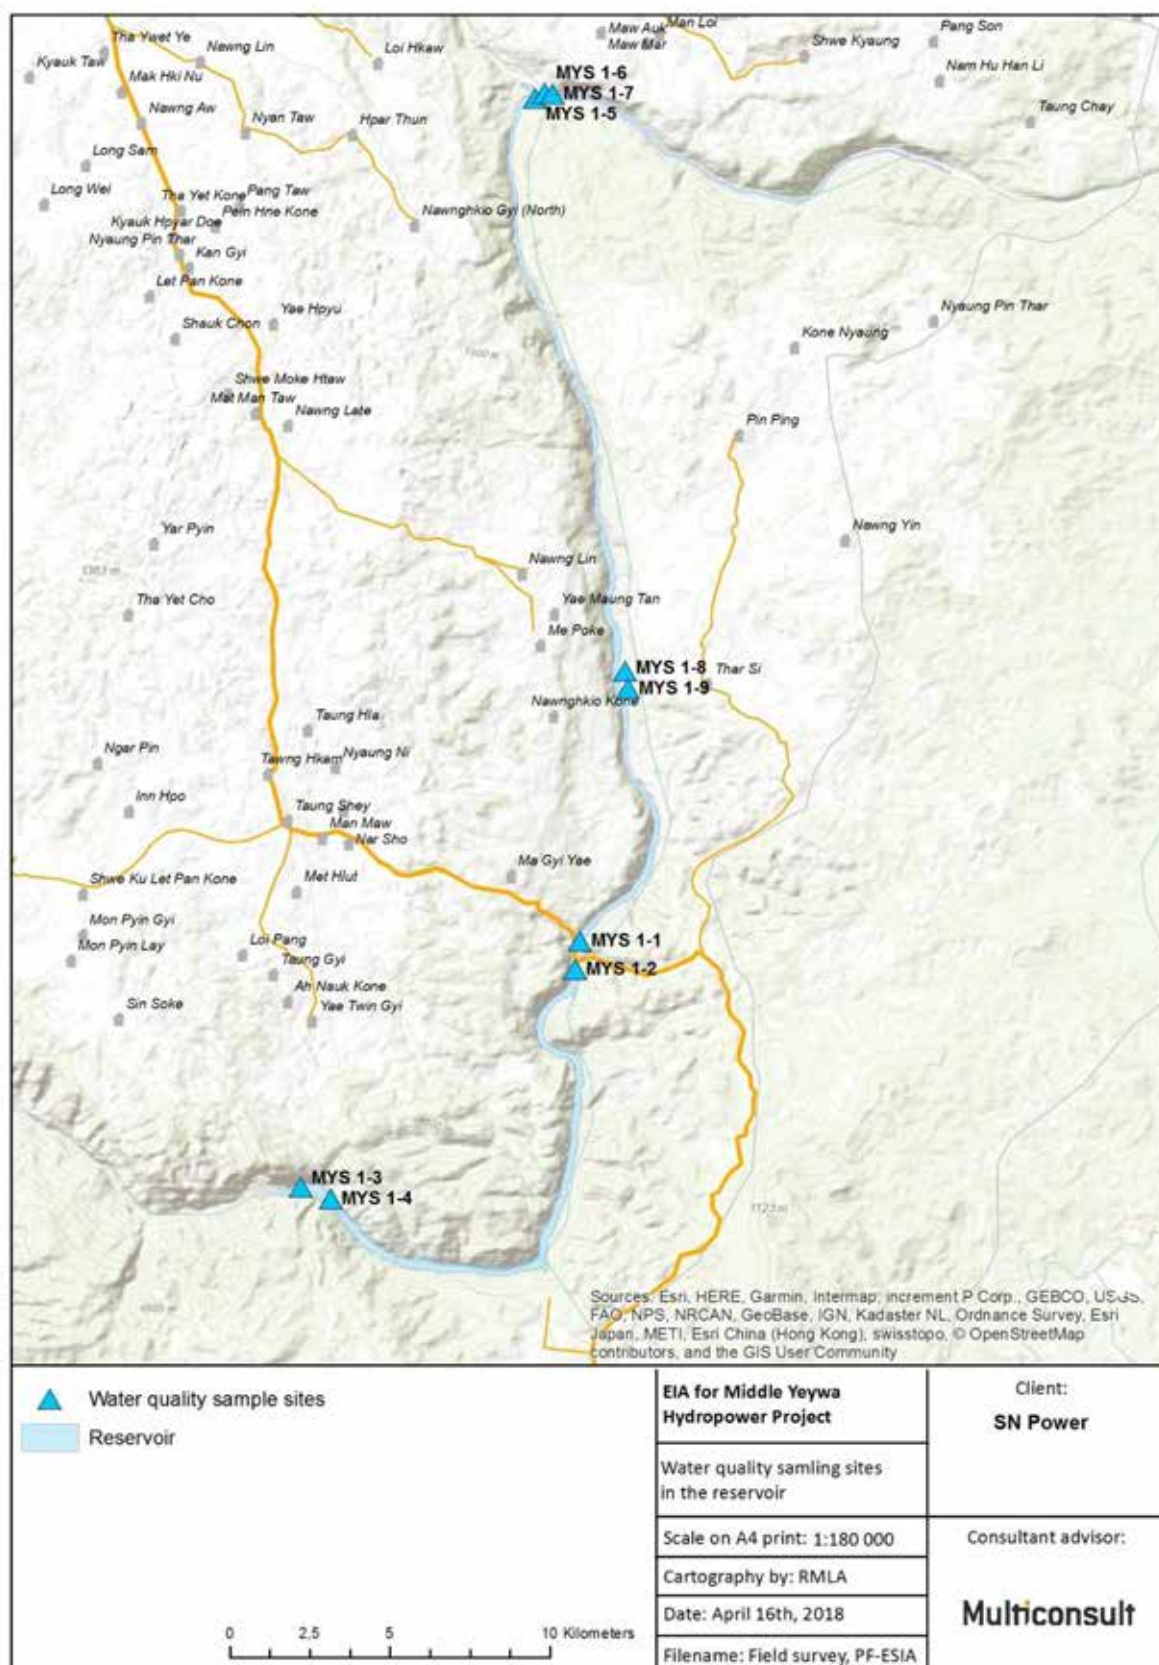 Maw Auk
Man Loi
Maw Mar
Pang Son
Tha Ywet Ye
Nawng Lin
Loi Hkaw
Shwe Kyaung
Kyauk Taw
MYS 1-6
Mak Hki Nu
MYS 1-7
Nam Hu Han Li
Nawng Aw
MYS 1-5
Taung Chay
Nyan Taw
Hpar Thun
Long Sam
Long Wei
Tha Yet Kone
Pang Taw
Kyauk Hpyar Doe
Pein Hne Kone
Nawnghkio Gyi (North)
Nyaung Pin Thar
Kan Gyi
Let Pan Kone
Yae Hpyu
Nyaung Pin Thar
Shauk Chon
Kone Nyaung
Shwe Moke Htaw
Mat Man Taw
Nawng Late
Pin Ping
Yar Pyin
Nawng Yin
Nawng Lin
Tha Yet Cho
Yae Maung Tan
Me Poke
MYS 1-8
Thar Si
MYS 1-9
Nawnghkio Kone
Taung Hla
Ngar Pin
Tawng Hkam
Nyaung Ni
Inn Hpo
Taung Shey
Man Maw
Nar Sho
Ma Gyi Yae
Shwe Ku Let Pan Kone
Met Hlut
Mon Pyin Gyi
MYS 1-1
Mon Pyin Lay
Loi Pang
Taung Gyi
MYS 1-2
Ah Nauk Kone
Sin Soke
Yae Twin Gyi
MYS 1-3
MYS 1-4
1123 m
Sources: Esri, HERE, Garmin, Intermap, increment P Corp., GEBCO, USGS,
FAO, NPS, NRCAN, GeoBase, IGN, Kadaster NL, Ordnance Survey, Esri
Japan, METI, Esri China (Hong Kong), swisstopo, © OpenStreetMap
contributors, and the GIS User Community
Water quality sample sites
Reservoir
0 2,5 5 10 Kilometers
EIA for Middle Yeywa
Hydropower Project
Water quality samling sites
in the reservoir
Scale on A4 print: 1:180 000
Cartography by: RMLA
Date: April 16th, 2018
Filename: Field survey, PF-ESIA
Client:
SN Power
Consultant advisor:
Multiconsult